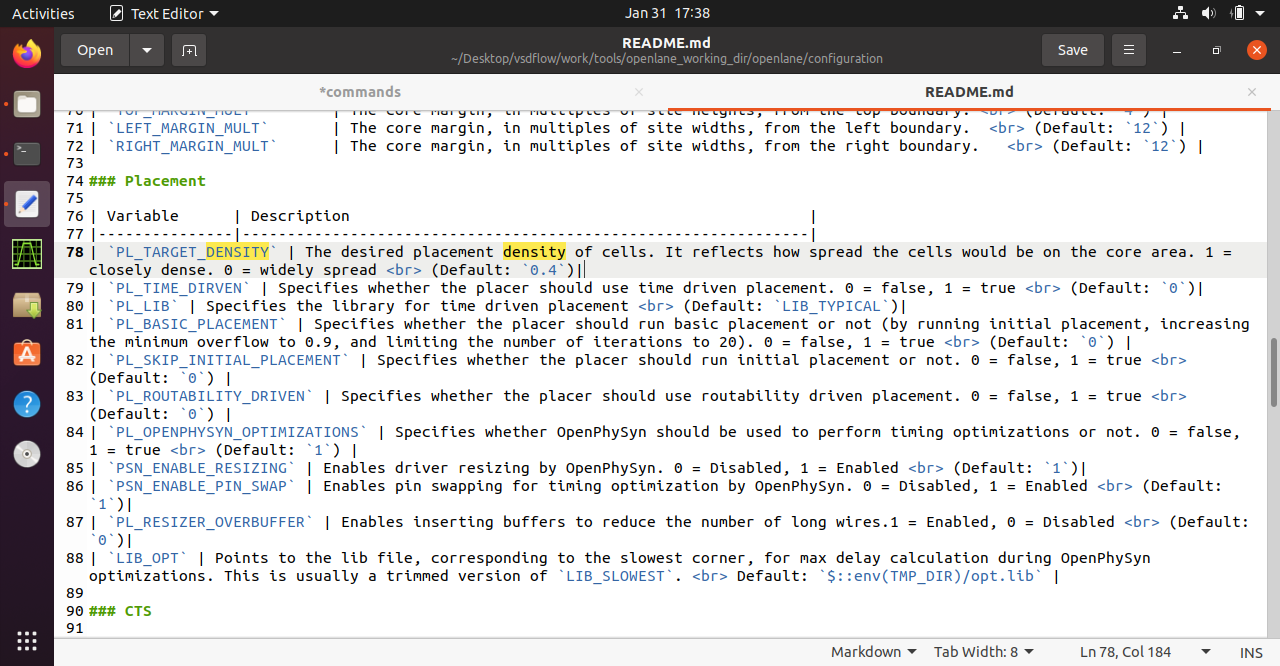 Activities
Text Editor
Jan 31 17:38
Open
README.md
~/Desktop/vsdflow/work/tools/openlane_working_dir/openlane/configuration
Save
*commands
README.md
70 | `TOP_MARGIN_MULT` | The core margin, in multiples of site heights, from the top boundary. <br> (Default: `4`) |
71 | `LEFT_MARGIN_MULT` | The core margin, in multiples of site widths, from the left boundary. <br> (Default: `12`) |
72 | `RIGHT_MARGIN_MULT` | The core margin, in multiples of site widths, from the right boundary. <br> (Default: `12`) |
73
74 ### Placement
75
76 | Variable | Description |
77 |---------------|---------------------------------------------------------------|
78 | `PL_TARGET_DENSITY` | The desired placement density of cells. It reflects how spread the cells would be on the core area. 1 =
closely dense. 0 = widely spread <br> (Default: `0.4`)|
79 | `PL_TIME_DIRVEN` | Specifies whether the placer should use time driven placement. 0 = false, 1 = true <br> (Default: `0`)|
80 | `PL_LIB` | Specifies the library for time driven placement <br> (Default: `LIB_TYPICAL`)|
81 | `PL_BASIC_PLACEMENT` | Specifies whether the placer should run basic placement or not (by running initial placement, increasing
the minimum overflow to 0.9, and limiting the number of iterations to 20). 0 = false, 1 = true <br> (Default: `0`) |
82 | `PL_SKIP_INITIAL_PLACEMENT` | Specifies whether the placer should run initial placement or not. 0 = false, 1 = true <br>
(Default: `0`) |
83 | `PL_ROUTABILITY_DRIVEN` | Specifies whether the placer should use routability driven placement. 0 = false, 1 = true <br>
(Default: `0`) |
84 | `PL_OPENPHYSYN_OPTIMIZATIONS` | Specifies whether OpenPhySyn should be used to perform timing optimizations or not. 0 = false,
1 = true <br> (Default: `1`) |
85 | `PSN_ENABLE_RESIZING` | Enables driver resizing by OpenPhySyn. 0 = Disabled, 1 = Enabled <br> (Default: `1`)|
86 | `PSN_ENABLE_PIN_SWAP` | Enables pin swapping for timing optimization by OpenPhySyn. 0 = Disabled, 1 = Enabled <br> (Default:
`1`)|
87 | `PL_RESIZER_OVERBUFFER` | Enables inserting buffers to reduce the number of long wires.1 = Enabled, 0 = Disabled <br> (Default:
`0`)|
88 | `LIB_OPT` | Points to the lib file, corresponding to the slowest corner, for max delay calculation during OpenPhySyn
optimizations. This is usually a trimmed version of `LIB_SLOWEST`. <br> Default: `$::env(TMP_DIR)/opt.lib` |
89
90 ### CTS
91
Markdown
Tab Width: 8
Ln 78, Col 184
INS